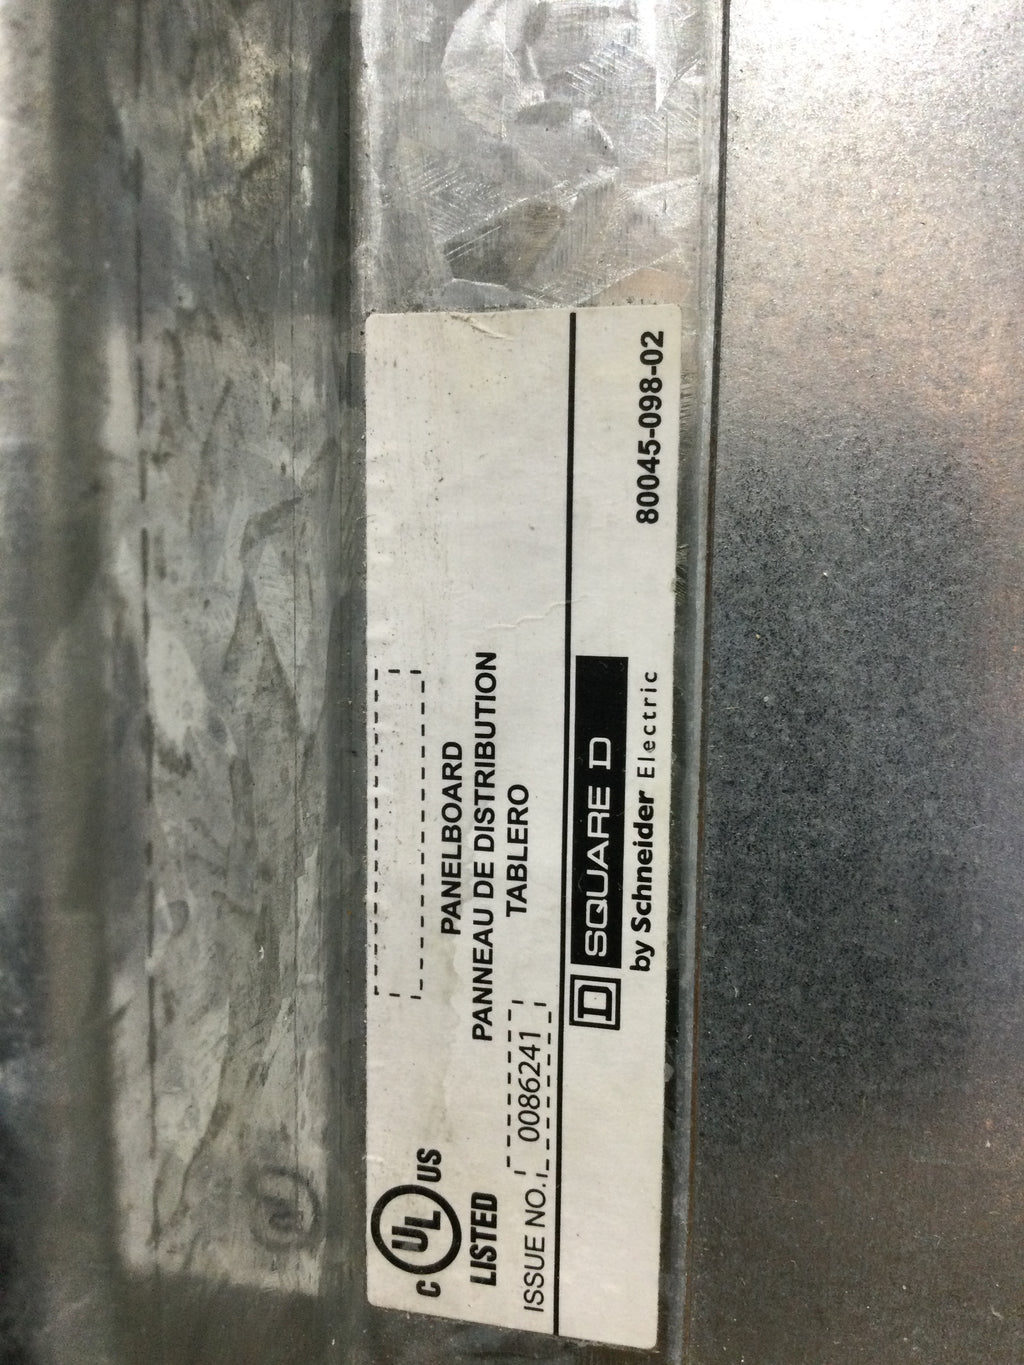 C UL US
LISTED
PANELBOARD
PANNEAU DE DISTRIBUTION
TABLERO
ISSUE NO. 0086241
D SQUARE D
by Schneider Electric
80045-098-02